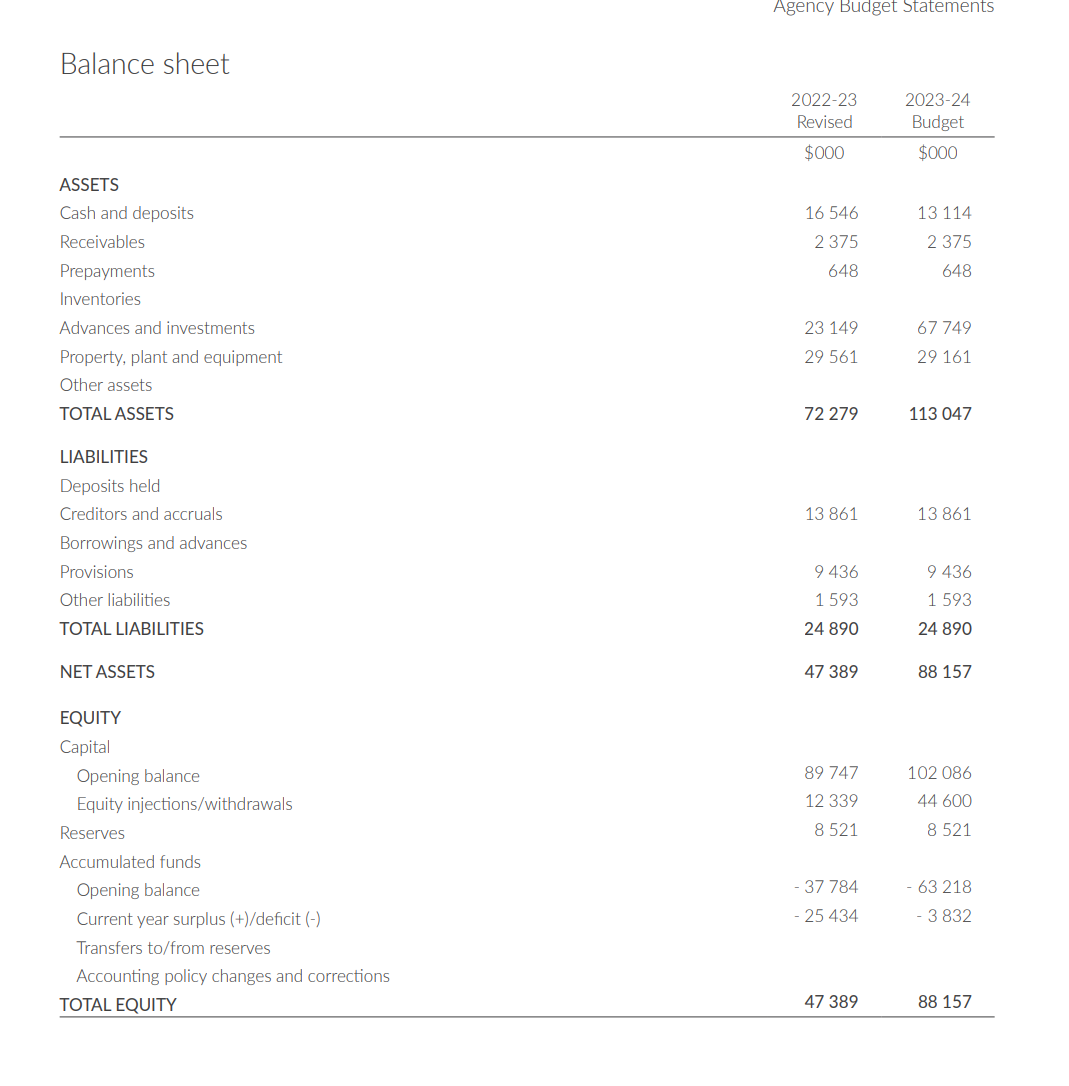 Agency Budget Statements
Balance sheet
2022-23 2023-24
Revised Budget
$000 $000
ASSETS
Cash and deposits 16 546 13 114
Receivables 2 375 2 375
Prepayments 648 648
Inventories
Advances and investments 23 149 67 749
Property, plant and equipment 29 561 29 161
Other assets
TOTAL ASSETS 72 279 113 047
LIABILITIES
Deposits held
Creditors and accruals 13 861 13 861
Borrowings and advances
Provisions 9 436 9 436
Other liabilities 1 593 1 593
TOTAL LIABILITIES 24 890 24 890
NET ASSETS 47 389 88 157
EQUITY
Capital
Opening balance 89 747 102 086
Equity injections/withdrawals 12 339 44 600
Reserves 8 521 8 521
Accumulated funds
Opening balance - 37 784 - 63 218
Current year surplus (+)/deficit (-) - 25 434 - 3 832
Transfers to/from reserves
Accounting policy changes and corrections
TOTAL EQUITY 47 389 88 157